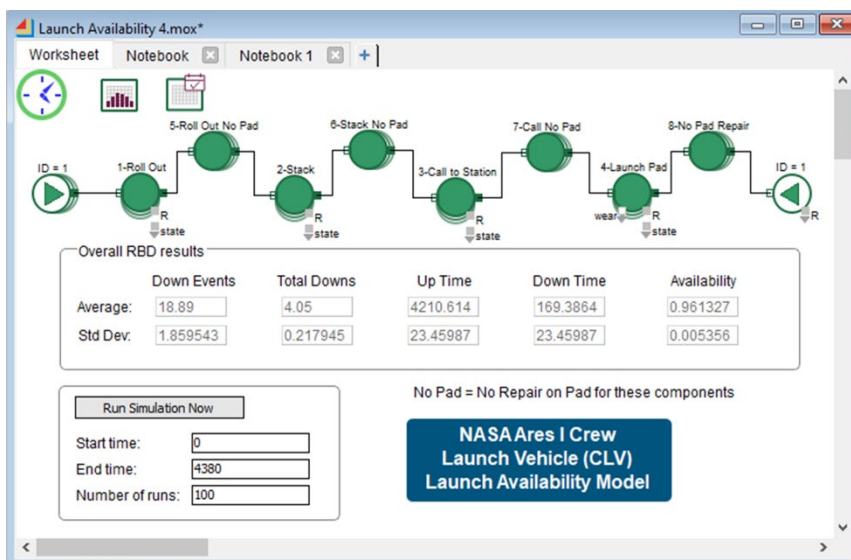 Launch Availability 4.mox*
Worksheet Notebook Notebook 1 +
5-Roll Out No Pad 6-Stack No Pad 7-Call No Pad 8-No Pad Repair
ID = 1 1-Roll Out 2-Stack 3-Call to Station 4-Launch Pad ID = 1
R R R wear R R
state state state state
Overall RBD results
Down Events Total Downs Up Time Down Time Availability
Average: 18.89 4.05 4210.614 169.3864 0.961327
Std Dev: 1.859543 0.217945 23.45987 23.45987 0.005356
No Pad = No Repair on Pad for these components
Run Simulation Now
Start time: 0
End time: 4380
Number of runs: 100
NASA Ares I Crew
Launch Vehicle (CLV)
Launch Availability Model